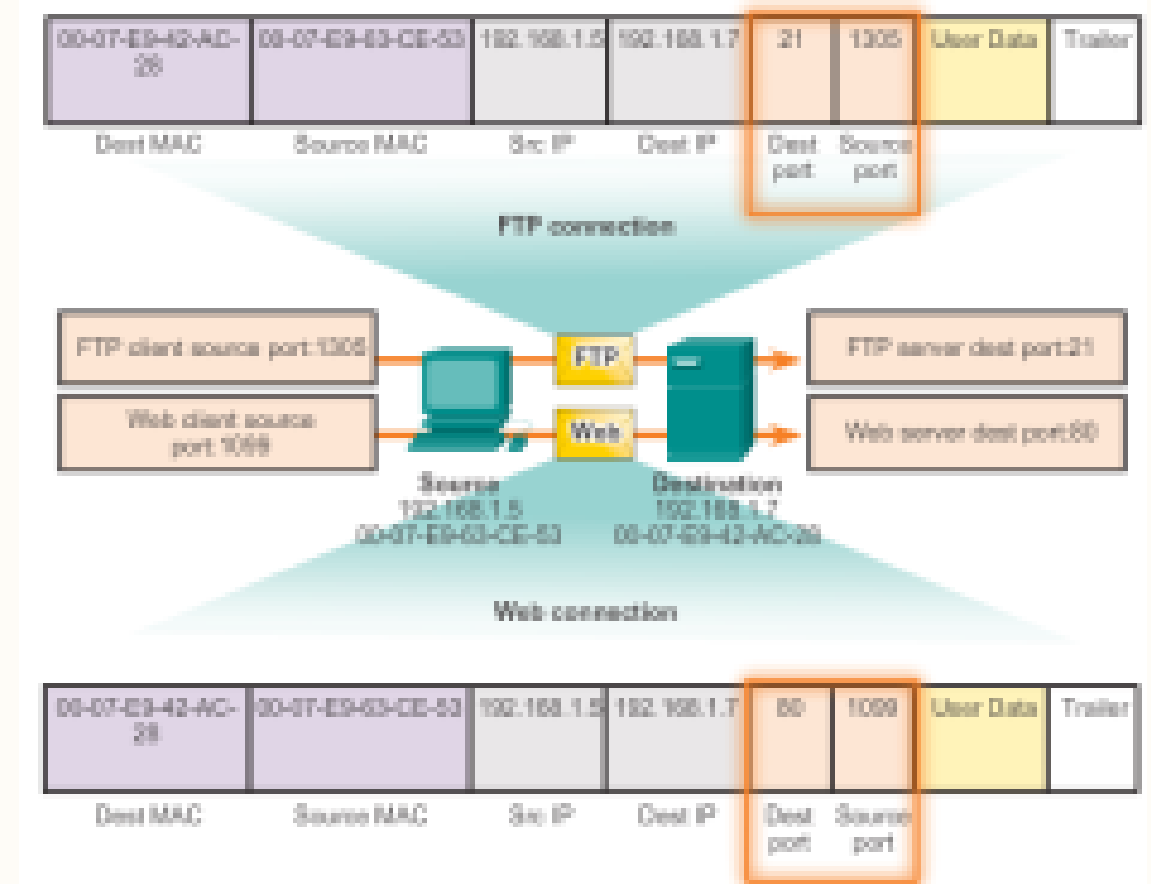 00-07-E9-42-AC-
28
00-07-E9-63-CE-53
192.168.1.5
192.168.1.7
21
1305
User Data
Trailer
Dest MAC
Source MAC
Src IP
Dest IP
Dest
port
Source
port
FTP connection
FTP client source port:1305
FTP
FTP server dest port:21
Web client source
port:1099
Web
Web server dest port:80
Source
192.168.1.5
00-07-E9-63-CE-53
Destination
192.168.1.7
00-07-E9-42-AC-28
Web connection
00-07-E9-42-AC-
28
00-07-E9-63-CE-53
192.168.1.5
192.168.1.7
80
1099
User Data
Trailer
Dest MAC
Source MAC
Src IP
Dest IP
Dest
port
Source
port